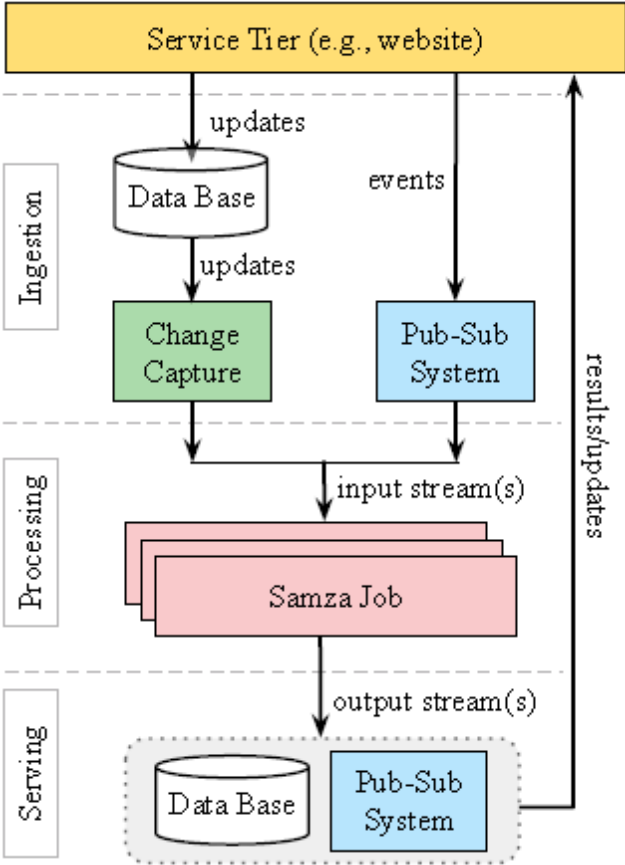 Service Tier (e.g., website)
updates
Data Base
events
updates
Ingestion
Change
Capture
Pub-Sub
System
results/updates
input stream(s)
Processing
Samza Job
output stream(s)
Serving
Data Base
Pub-Sub
System